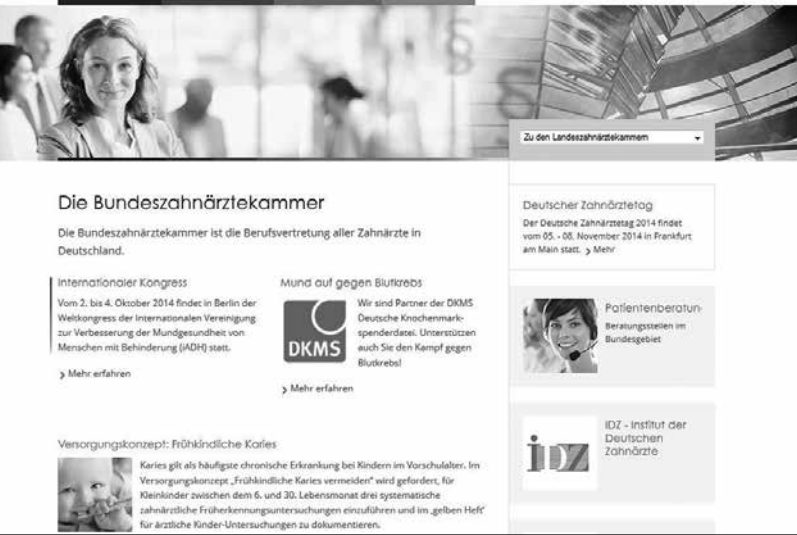 Zu den Landeszahnärztekammern
Die Bundeszahnärztekammer
Die Bundeszahnärztekammer ist die Berufsvertretung aller Zahnärzte in
Deutschland.
Internationaler Kongress
Vom 2. bis 4. Oktober 2014 findet in Berlin der
Weltkongress der Internationalen Vereinigung
zur Verbesserung der Mundgesundheit von
Menschen mit Behinderung (iADH) statt.
Mehr erfahren
Mund auf gegen Blutkrebs
DKMS
Wir sind Partner der DKMS
Deutsche Knochenmark-
spenderdatei. Unterstützen
auch Sie den Kampf gegen
Blutkrebs!
Mehr erfahren
Versorgungskonzept: Frühkindliche Karies
Karies gilt als häufigste chronische Erkrankung bei Kindern im Vorschulalter. Im
Versorgungskonzept „Frühkindliche Karies vermeiden" wird gefordert, für
Kleinkinder zwischen dem 6. und 30. Lebensmonat drei systematische
zahnärztliche Früherkennungsuntersuchungen einzuführen und im „gelben Heft"
für ärztliche Kinder-Untersuchungen zu dokumentieren.
Deutscher Zahnärztetag
Der Deutsche Zahnärztetag 2014 findet
vom 05. - 08. November 2014 in Frankfurt
am Main statt. Mehr
Patientenberatun
Beratungsstellen im
Bundesgebiet
iDZ
IDZ - Institut der
Deutschen
Zahnärzte